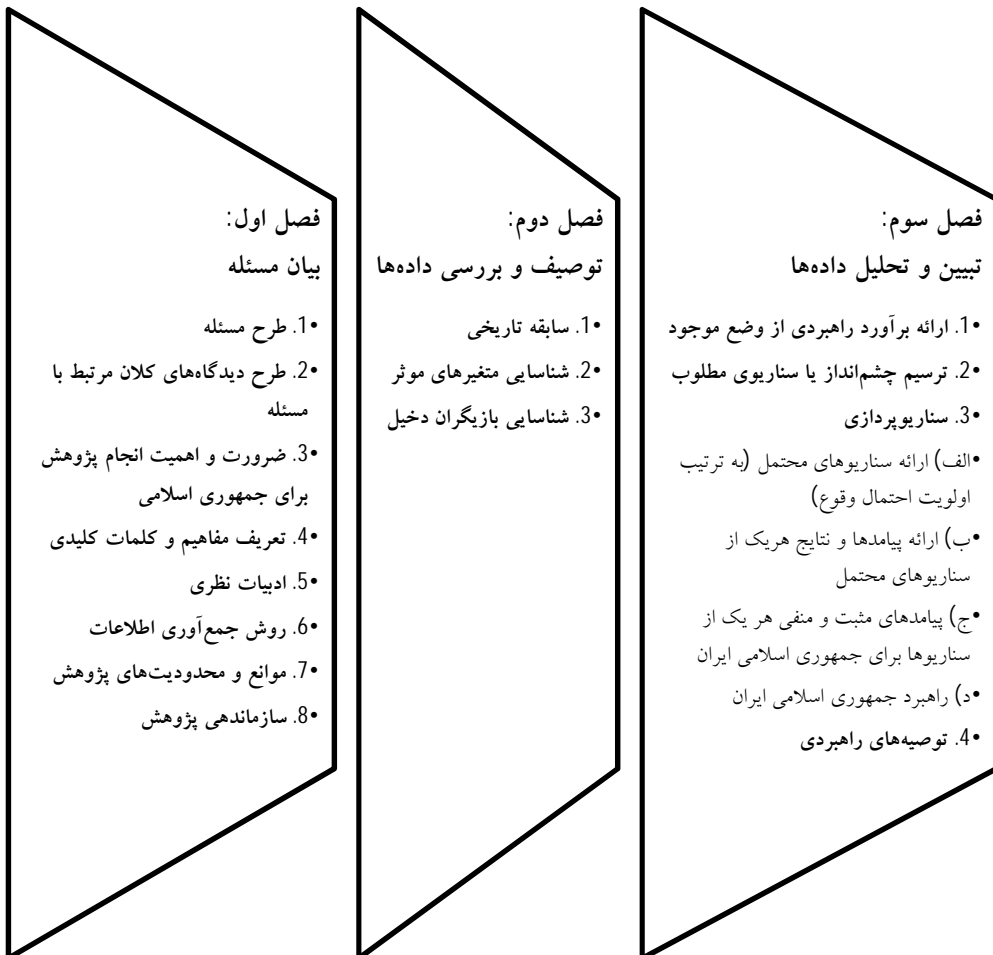 فصل اول:
بیان مسئله
•1. طرح مسئله
•2. طرح دیدگاه‌های کلان مرتبط با
مسئله
•3. ضرورت و اهمیت انجام پژوهش
برای جمهوری اسلامی
•4. تعریف مفاهیم و کلمات کلیدی
•5. ادبیات نظری
•6. روش جمع‌آوری اطلاعات
•7. موانع و محدودیت‌های پژوهش
•8. سازماندهی پژوهش
فصل دوم:
توصیف و بررسی داده‌ها
•1. سابقه تاریخی
•2. شناسایی متغیرهای موثر
•3. شناسایی بازیگران دخیل
فصل سوم:
تبیین و تحلیل داده‌ها
•1. ارائه برآورد راهبردی از وضع موجود
•2. ترسیم چشم‌انداز یا سناریوی مطلوب
•3. سناریوپردازی
•الف) ارائه سناریوهای محتمل (به ترتیب
اولویت احتمال وقوع)
•ب) ارائه پیامدها و نتایج هریک از
سناریوهای محتمل
•ج) پیامدهای مثبت و منفی هر یک از
سناریوها برای جمهوری اسلامی ایران
•د) راهبرد جمهوری اسلامی ایران
•4. توصیه‌های راهبردی